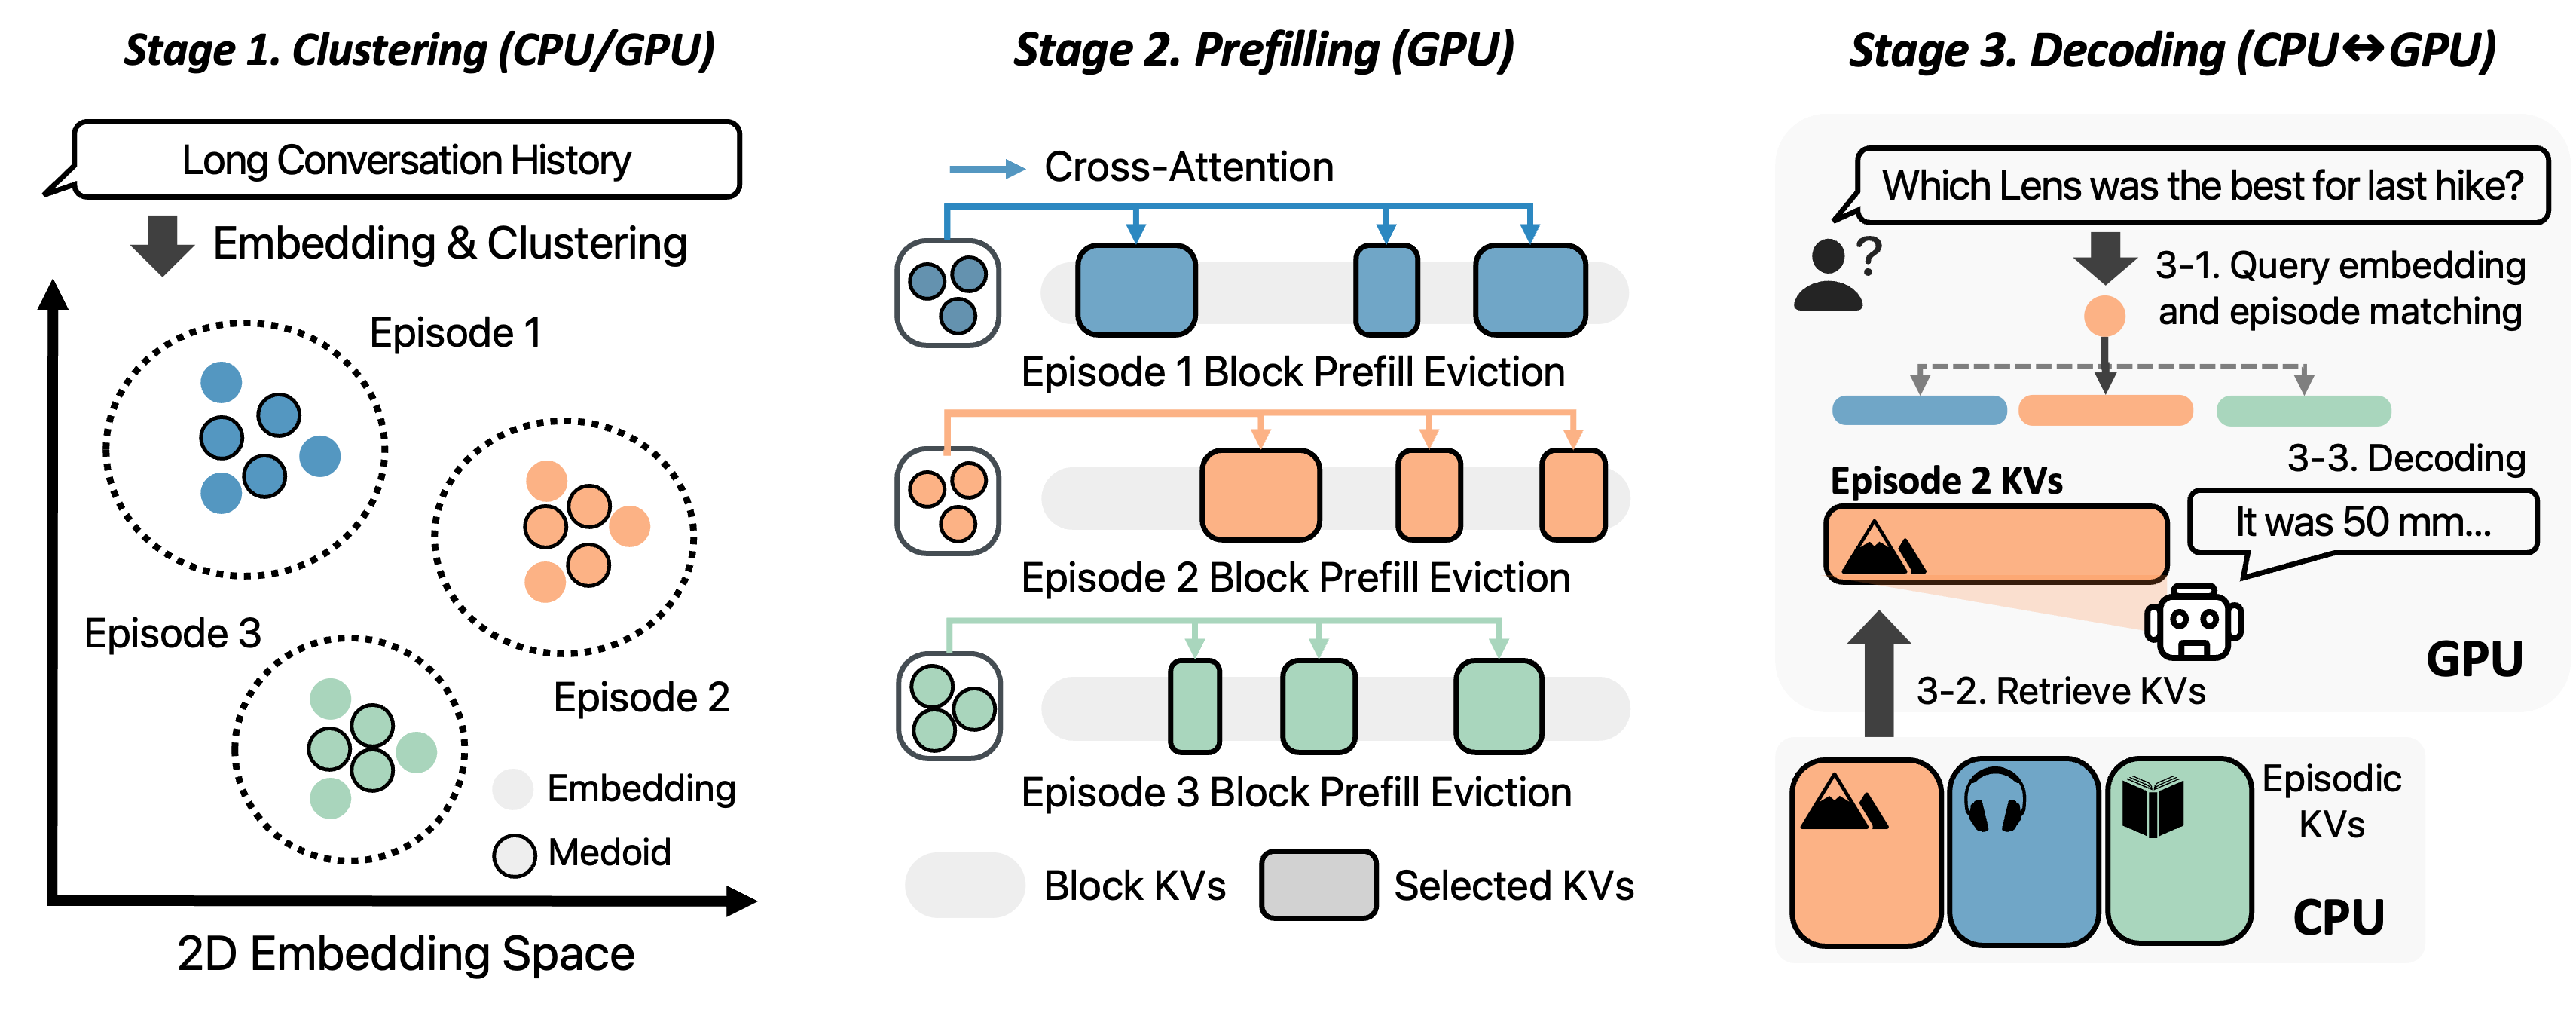 Stage 1. Clustering (CPU/GPU)
Long Conversation History
Embedding & Clustering
Episode 1
Episode 3
Episode 2
Embedding
Medoid
2D Embedding Space
Stage 2. Prefilling (GPU)
Cross-Attention
Episode 1 Block Prefill Eviction
Episode 2 Block Prefill Eviction
Episode 3 Block Prefill Eviction
Block KVs
Selected KVs
Stage 3. Decoding (CPU↔GPU)
Which Lens was the best for last hike?
?
3-1. Query embedding
and episode matching
3-3. Decoding
Episode 2 KVs
It was 50 mm...
GPU
3-2. Retrieve KVs
Episodic
KVs
CPU